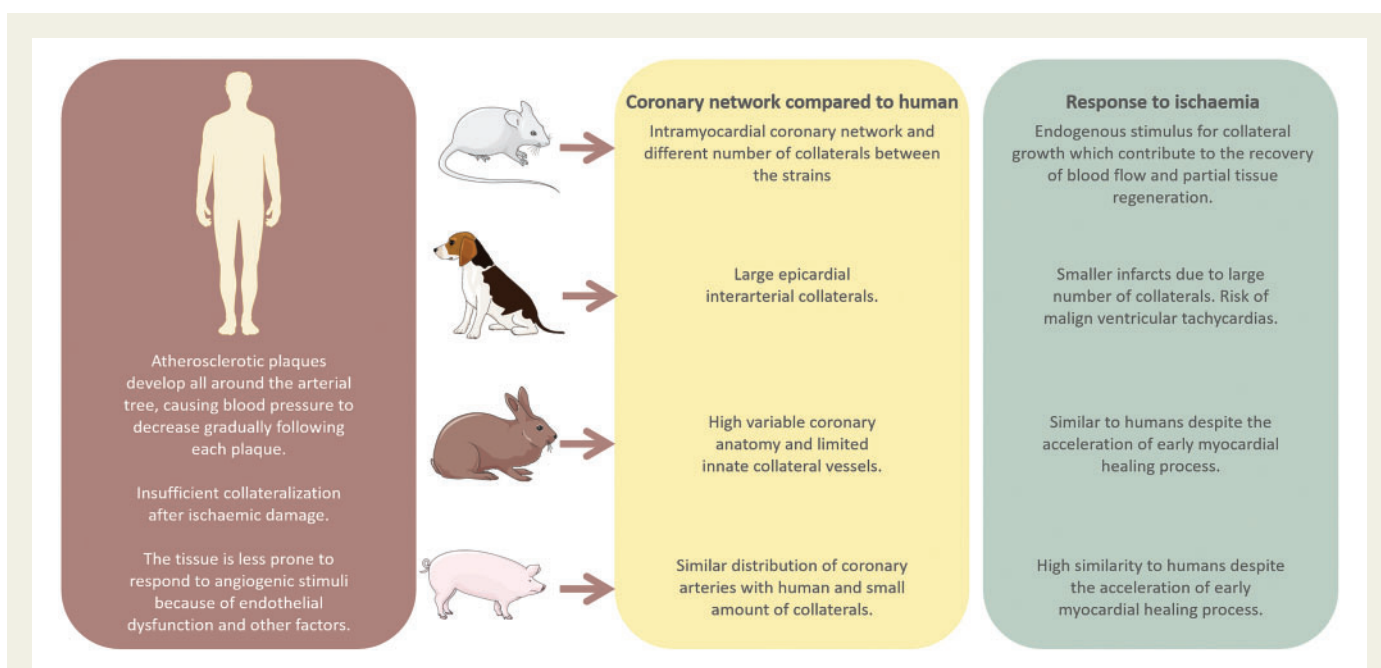 Atherosclerotic plaques
develop all around the arterial
tree, causing blood pressure to
decrease gradually following
each plaque.
Insufficient collateralization
after ischaemic damage.
The tissue is less prone to
respond to angiogenic stimuli
because of endothelial
dysfunction and other factors.
Coronary network compared to human
Intramyocardial coronary network and
different number of collaterals between
the strains
Large epicardial
interarterial collaterals.
High variable coronary
anatomy and limited
innate collateral vessels.
Similar distribution of coronary
arteries with human and small
amount of collaterals.
Response to ischaemia
Endogenous stimulus for collateral
growth which contribute to the recovery
of blood flow and partial tissue
regeneration.
Smaller infarcts due to large
number of collaterals. Risk of
malign ventricular tachycardias.
Similar to humans despite the
acceleration of early myocardial
healing process.
High similarity to humans despite
the acceleration of early
myocardial healing process.